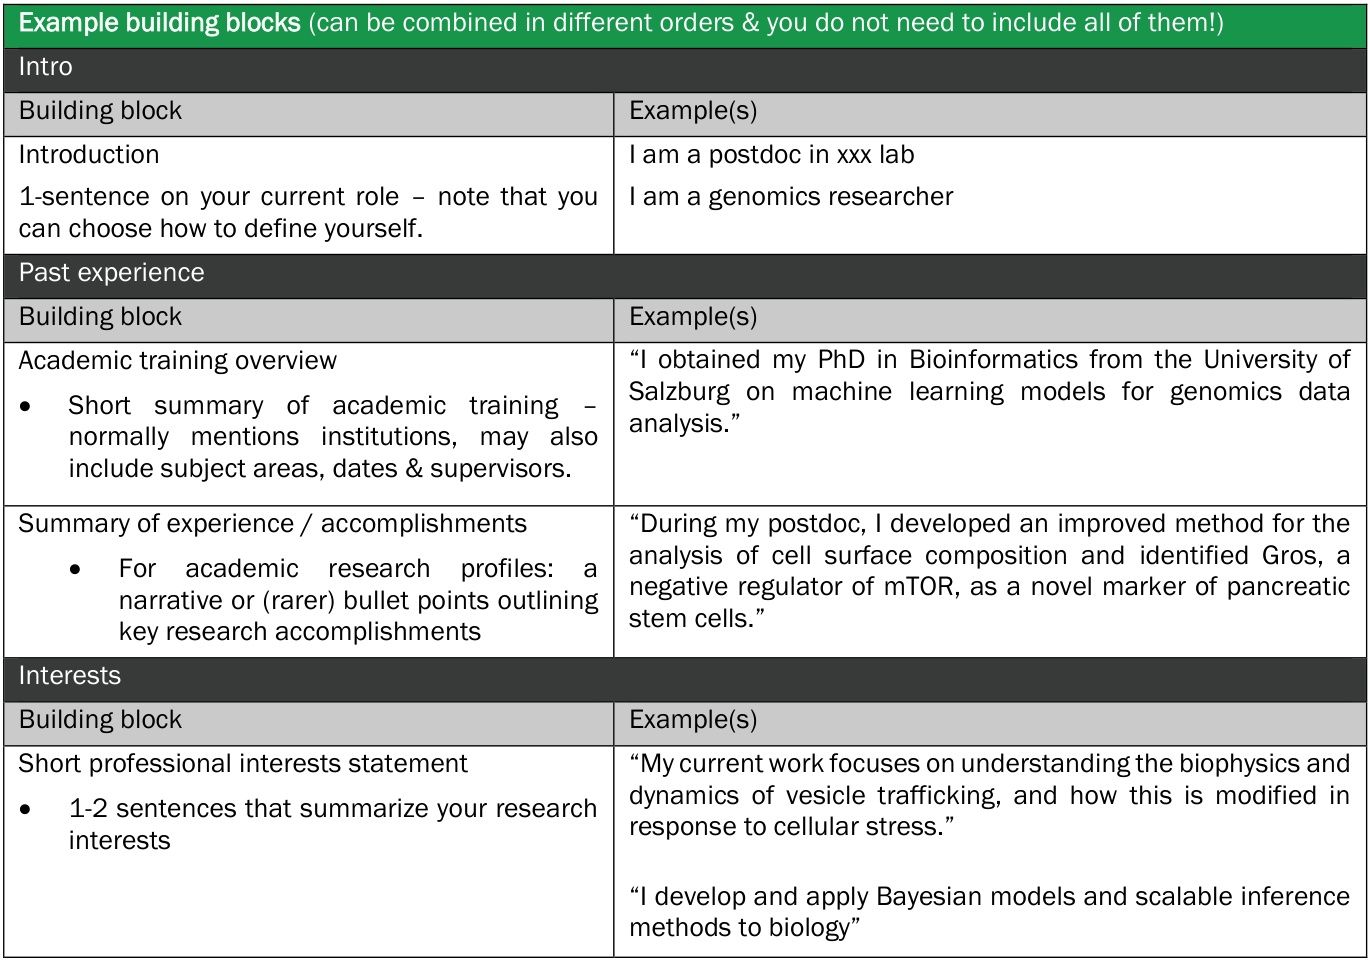 Example building blocks (can be combined in different orders & you do not need to include all of them!)
Intro
Building block
Example(s)
Introduction
1-sentence on your current role – note that you
can choose how to define yourself.
I am a postdoc in xxx lab
I am a genomics researcher
Past experience
Building block
Example(s)
Academic training overview
• Short summary of academic training –
normally mentions institutions, may also
include subject areas, dates & supervisors.
“I obtained my PhD in Bioinformatics from the University of
Salzburg on machine learning models for genomics data
analysis.”
Summary of experience / accomplishments
• For academic research profiles: a
narrative or (rarer) bullet points outlining
key research accomplishments
“During my postdoc, I developed an improved method for the
analysis of cell surface composition and identified Gros, a
negative regulator of mTOR, as a novel marker of pancreatic
stem cells.”
Interests
Building block
Example(s)
Short professional interests statement
• 1-2 sentences that summarize your research
interests
“My current work focuses on understanding the biophysics and
dynamics of vesicle trafficking, and how this is modified in
response to cellular stress.”
“I develop and apply Bayesian models and scalable inference
methods to biology”